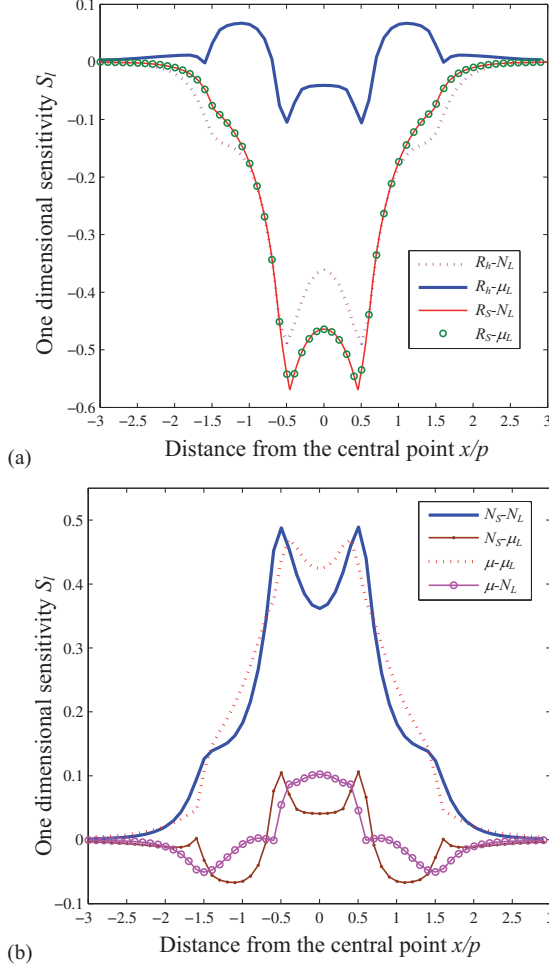 0.1
0
−0.1
−0.2
−0.3
−0.4
−0.5
−0.6
One dimensional sensitivity S_l
R_h-N_L
R_h-μ_L
R_S-N_L
R_S-μ_L
−3 −2.5 −2 −1.5 −1 −0.5 0 0.5 1 1.5 2 2.5 3
Distance from the central point x/p
(a)
0.5
0.4
0.3
0.2
0.1
0
−0.1
One dimensional sensitivity S_l
N_S-N_L
N_S-μ_L
μ-μ_L
μ-N_L
−3 −2.5 −2 −1.5 −1 −0.5 0 0.5 1 1.5 2 2.5 3
Distance from the central point x/p
(b)